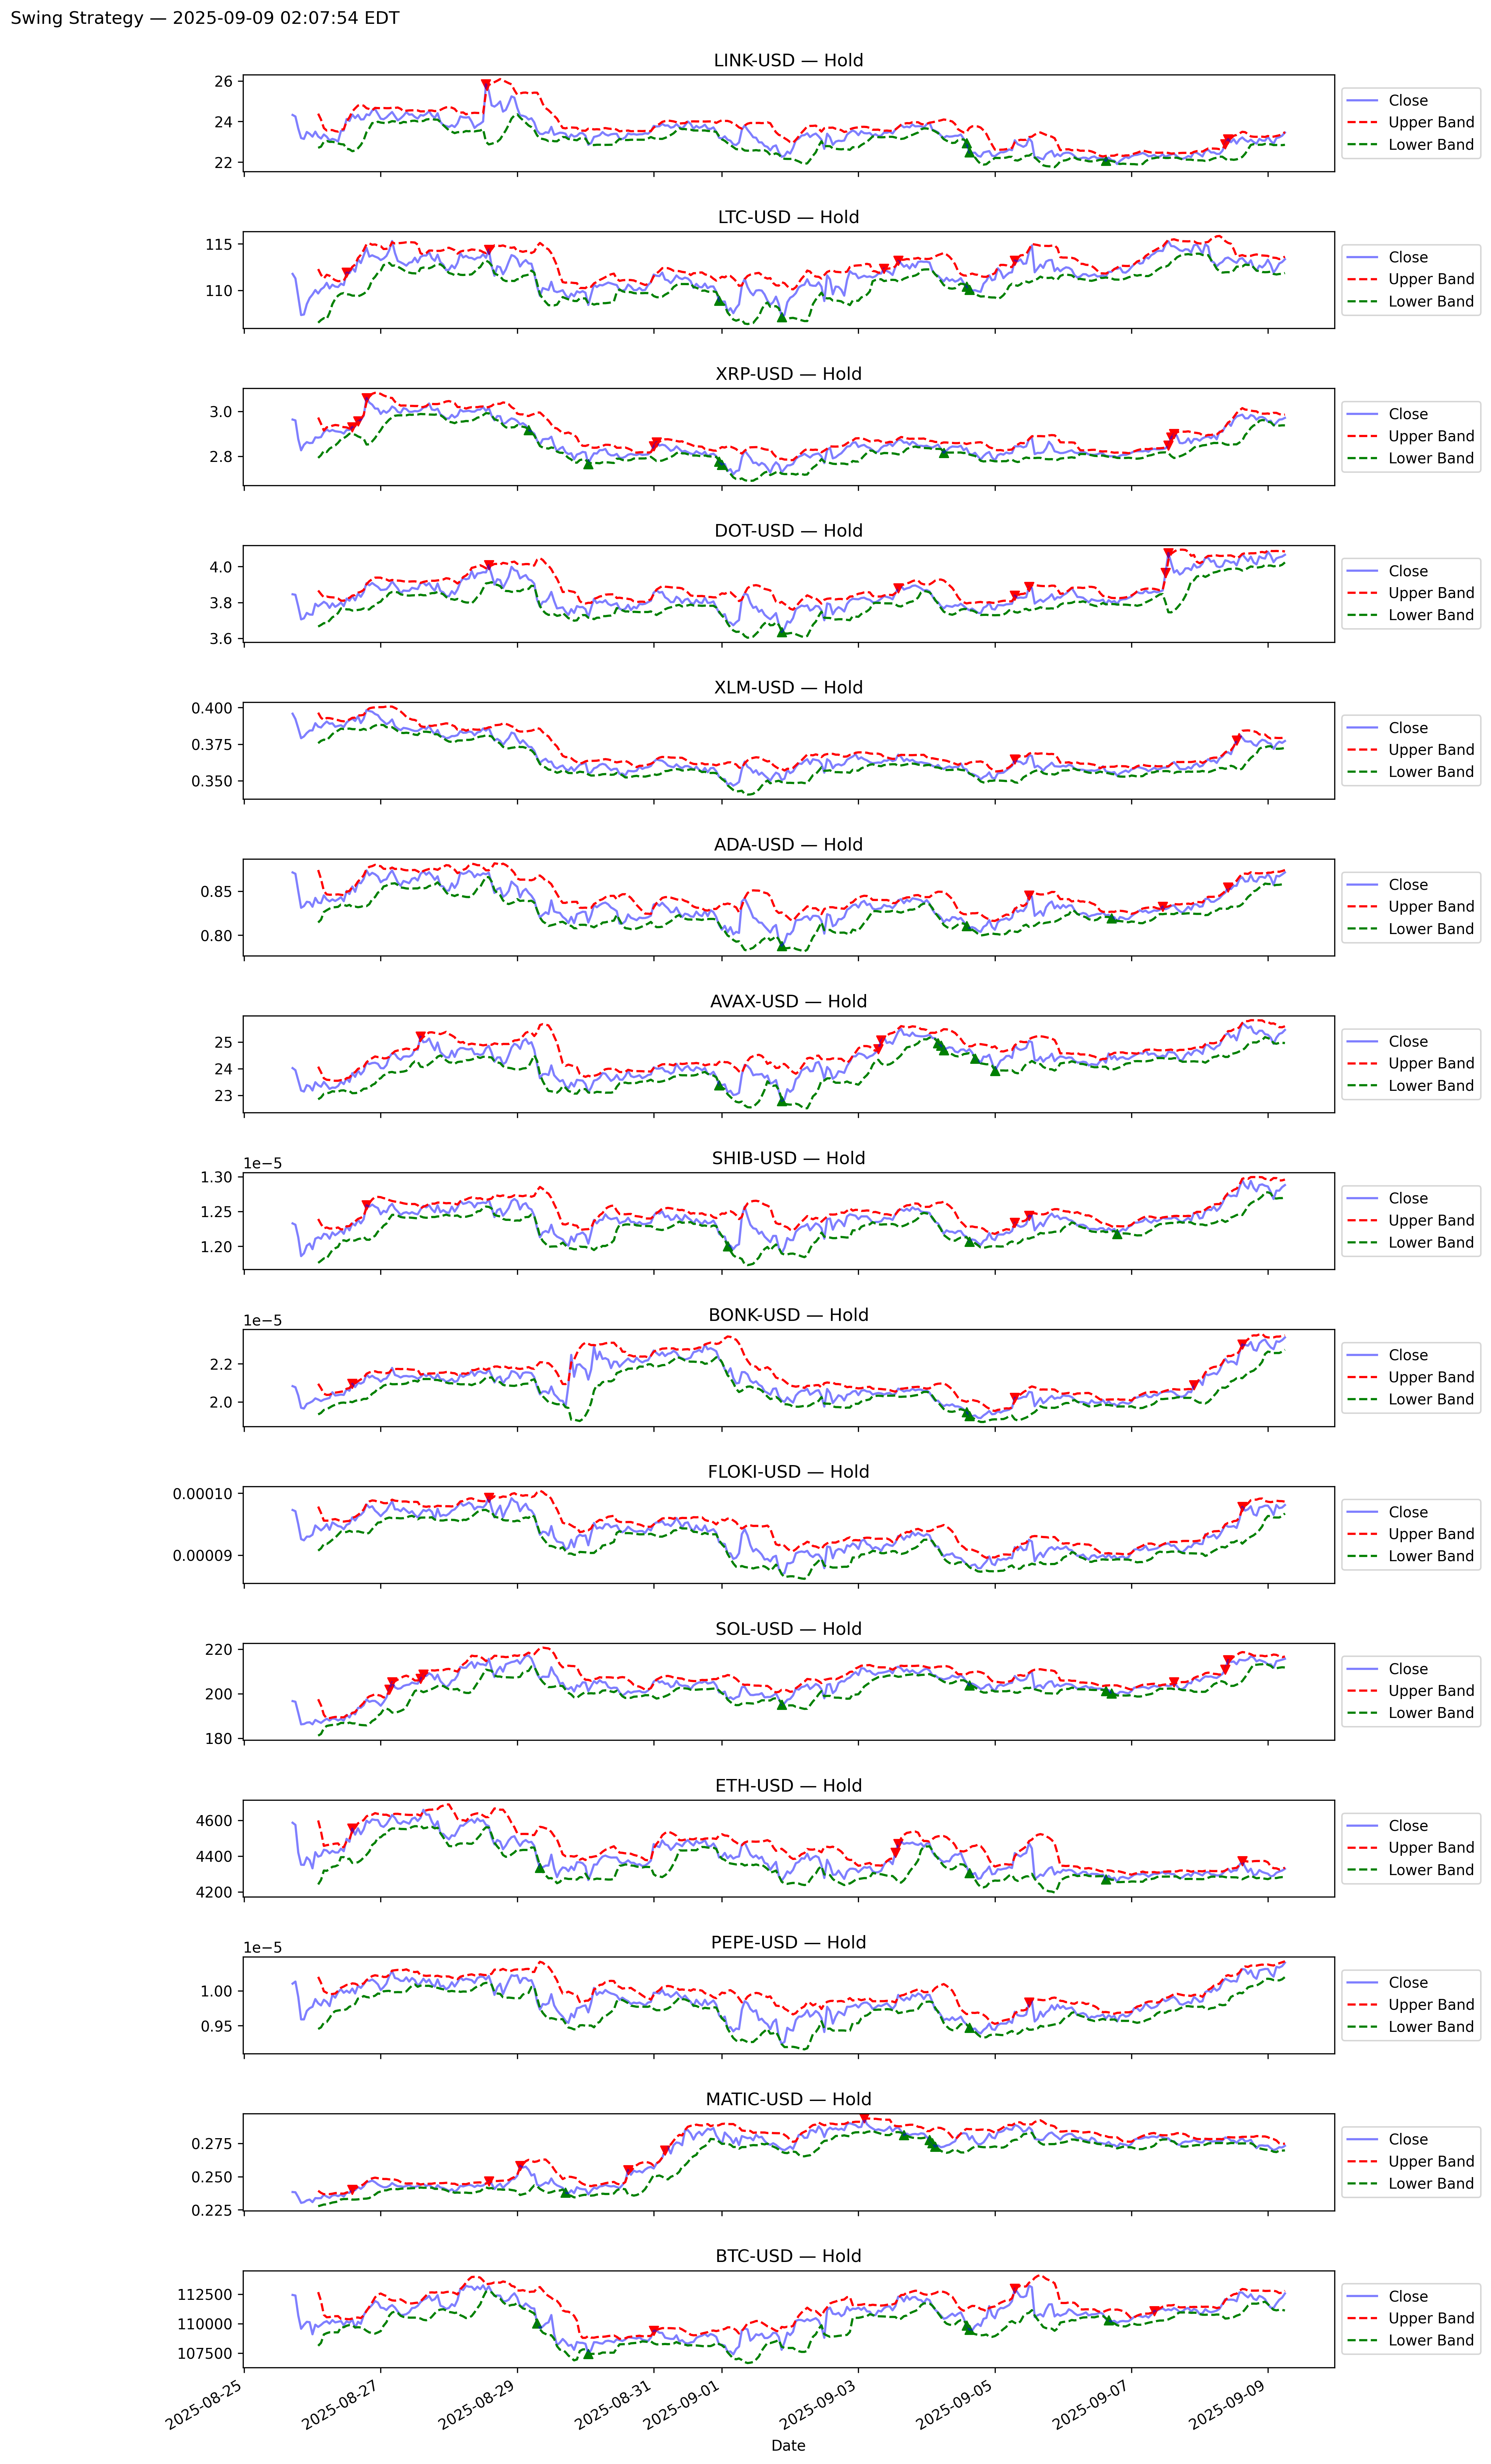 Swing Strategy — 2025-09-09 02:07:54 EDT
LINK-USD — Hold
26
24
22
Close
Upper Band
Lower Band
LTC-USD — Hold
115
110
Close
Upper Band
Lower Band
XRP-USD — Hold
3.0
2.8
Close
Upper Band
Lower Band
DOT-USD — Hold
4.0
3.8
3.6
Close
Upper Band
Lower Band
XLM-USD — Hold
0.400
0.375
0.350
Close
Upper Band
Lower Band
ADA-USD — Hold
0.85
0.80
Close
Upper Band
Lower Band
AVAX-USD — Hold
25
24
23
Close
Upper Band
Lower Band
SHIB-USD — Hold
1e−5
1.30
1.25
1.20
Close
Upper Band
Lower Band
BONK-USD — Hold
1e−5
2.2
2.0
Close
Upper Band
Lower Band
FLOKI-USD — Hold
0.00010
0.00009
Close
Upper Band
Lower Band
SOL-USD — Hold
220
200
180
Close
Upper Band
Lower Band
ETH-USD — Hold
4600
4400
4200
Close
Upper Band
Lower Band
PEPE-USD — Hold
1e−5
1.00
0.95
Close
Upper Band
Lower Band
MATIC-USD — Hold
0.275
0.250
0.225
Close
Upper Band
Lower Band
BTC-USD — Hold
112500
110000
107500
Close
Upper Band
Lower Band
2025-08-25
2025-08-27
2025-08-29
2025-08-31
2025-09-01
2025-09-03
2025-09-05
2025-09-07
2025-09-09
Date